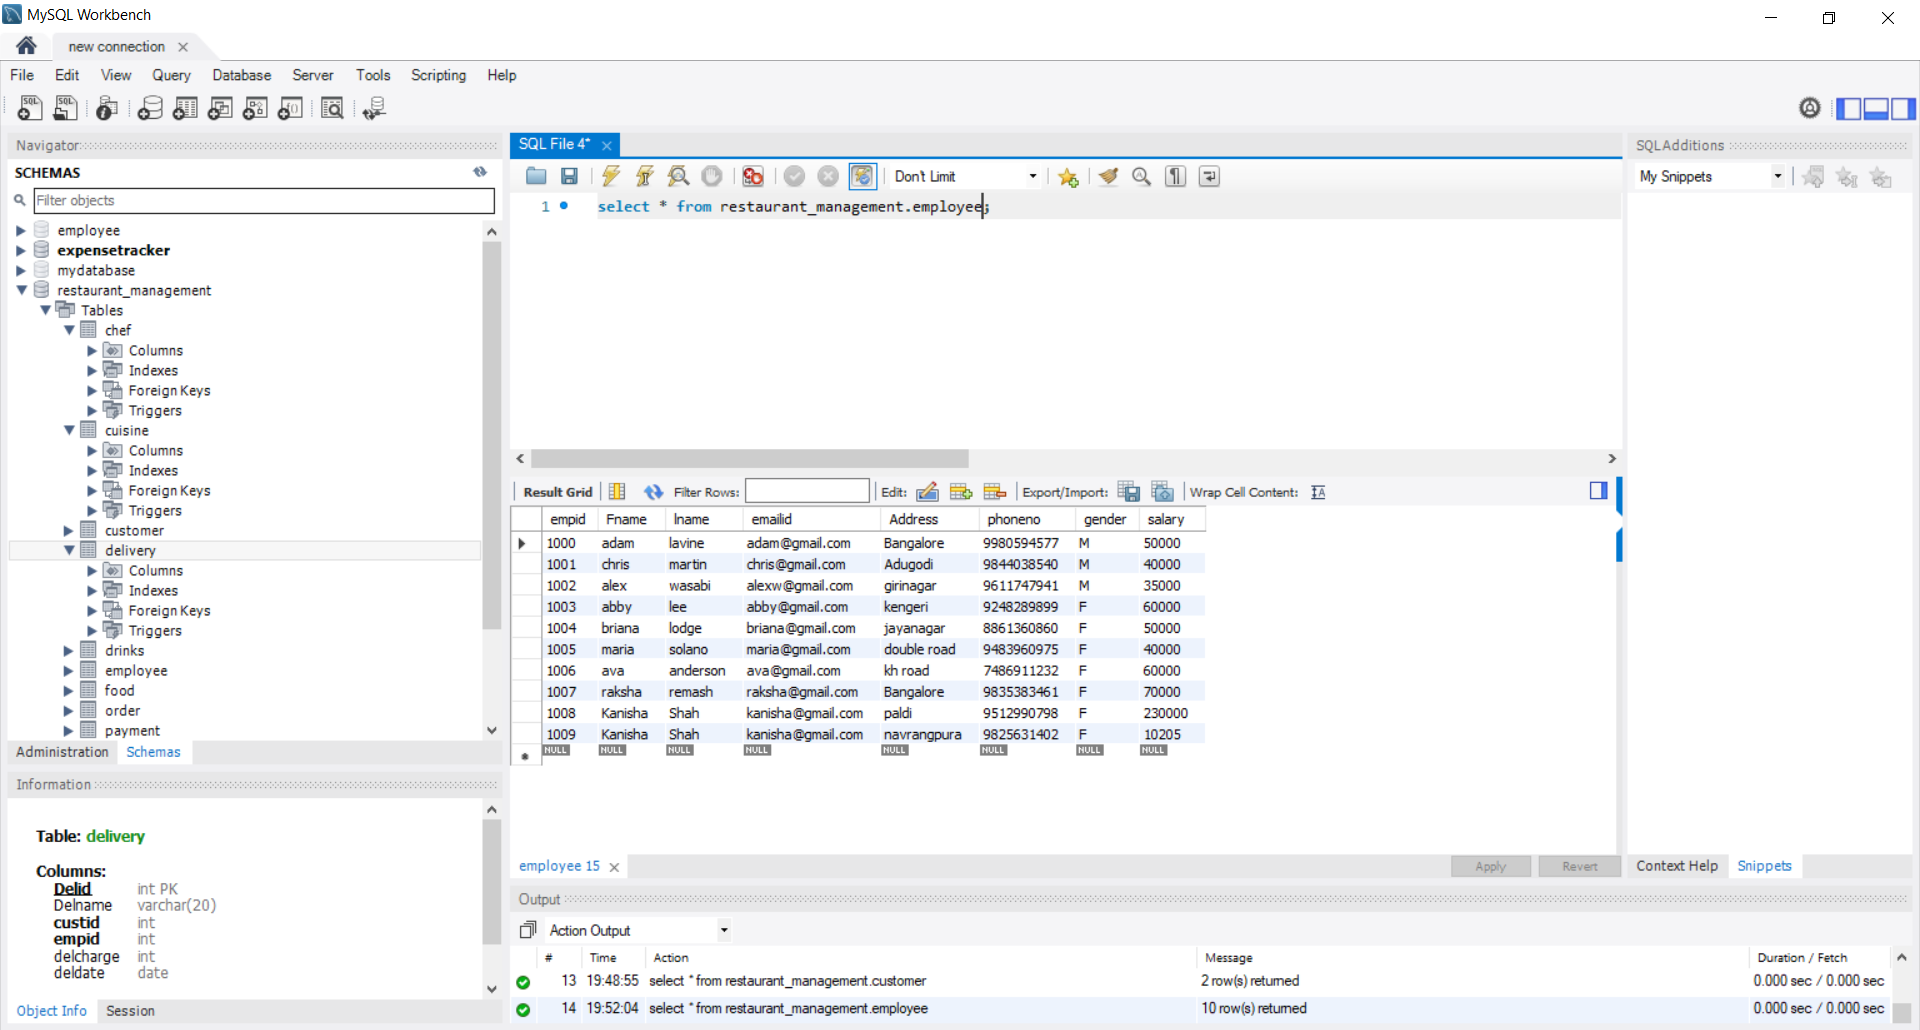 MySQL Workbench
new connection
File Edit View Query Database Server Tools Scripting Help
Navigator
SCHEMAS
Filter objects
employee
expensetracker
mydatabase
restaurant_management
Tables
chef
Columns
Indexes
Foreign Keys
Triggers
cuisine
Columns
Indexes
Foreign Keys
Triggers
customer
delivery
Columns
Indexes
Foreign Keys
Triggers
drinks
employee
food
order
payment
Administration Schemas
Information
Table: delivery
Columns:
Delid int PK
Delname varchar(20)
custid int
empid int
delcharge int
deldate date
Object Info Session
SQL File 4*
Don't Limit
1 select * from restaurant_management.employee;
Result Grid Filter Rows: Edit: Export/Import: Wrap Cell Content:
empid Fname lname emailid Address phoneno gender salary
1000 adam lavine adam@gmail.com Bangalore 9980594577 M 50000
1001 chris martin chris@gmail.com Adugodi 9844038540 M 40000
1002 alex wasabi alexw@gmail.com girinagar 9611747941 M 35000
1003 abby lee abby@gmail.com kengeri 9248289899 F 60000
1004 briana lodge briana@gmail.com jayanagar 8861360860 F 50000
1005 maria solano maria@gmail.com double road 9483960975 F 40000
1006 ava anderson ava@gmail.com kh road 7486911232 F 60000
1007 raksha remash raksha@gmail.com Bangalore 9835383461 F 70000
1008 Kanisha Shah kanisha@gmail.com paldi 9512990798 F 230000
1009 Kanisha Shah kanisha@gmail.com navrangpura 9825631402 F 10205
NULL NULL NULL NULL NULL NULL NULL NULL
employee 15
Apply Revert
Output
Action Output
# Time Action Message Duration / Fetch
13 19:48:55 select * from restaurant_management.customer 2 row(s) returned 0.000 sec / 0.000 sec
14 19:52:04 select * from restaurant_management.employee 10 row(s) returned 0.000 sec / 0.000 sec
SQLAdditions
My Snippets
Context Help Snippets